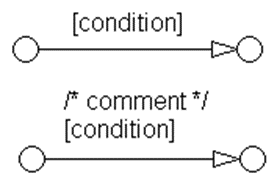 [condition]
/* comment */
[condition]